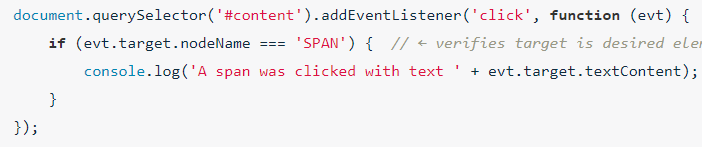 document.querySelector('#content').addEventListener('click', function (evt) {
    if (evt.target.nodeName === 'SPAN') {  // ← verifies target is desired
        console.log('A span was clicked with text ' + evt.target.textContent);
    }
});